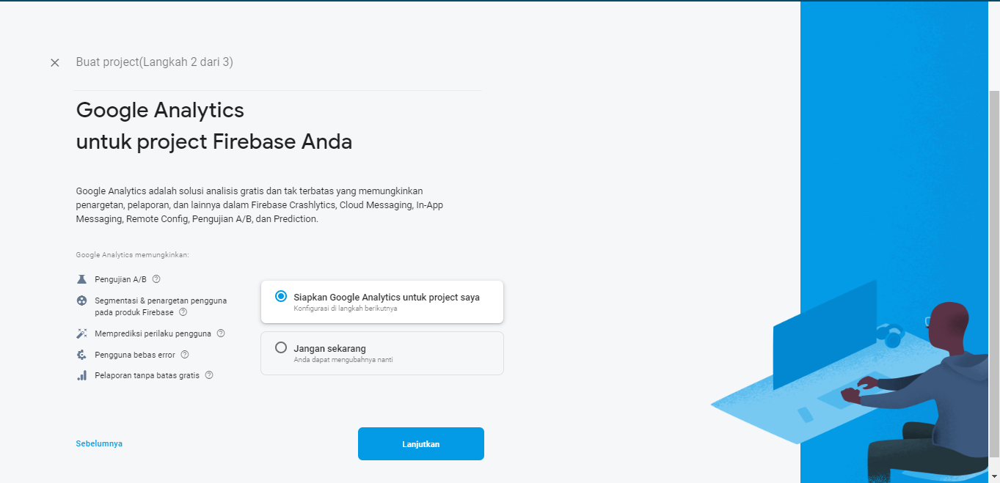 Buat project(Langkah 2 dari 3)
Google Analytics
untuk project Firebase Anda
Google Analytics adalah solusi analisis gratis dan tak terbatas yang memungkinkan
penargetan, pelaporan, dan lainnya dalam Firebase Crashlytics, Cloud Messaging, In-App
Messaging, Remote Config, Pengujian A/B, dan Prediction.
Google Analytics memungkinkan:
Pengujian A/B
Segmentasi & penargetan pengguna
pada produk Firebase
Memprediksi perilaku pengguna
Pengguna bebas error
Pelaporan tanpa batas gratis
Siapkan Google Analytics untuk project saya
Konfigurasi di langkah berikutnya
Jangan sekarang
Anda dapat mengubahnya nanti
Sebelumnya
Lanjutkan